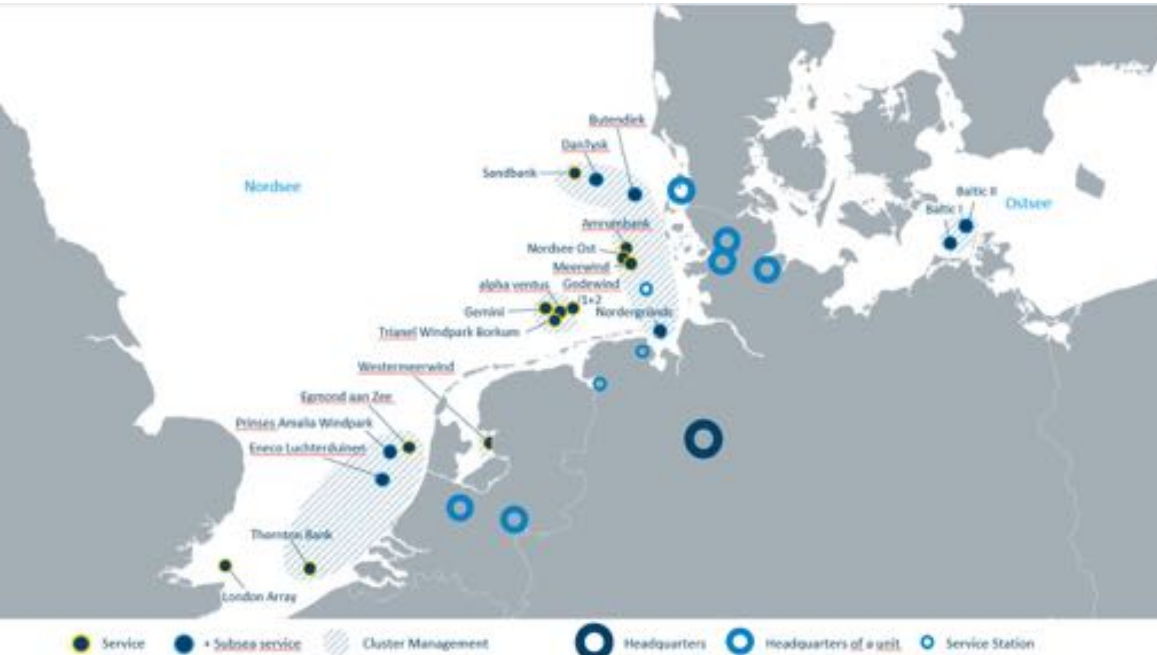 Butendiek
DanTysk
Sandbank
Nordsee
Baltic II
Baltic I
Ostsee
Amrumbank
Nordsee Ost
Meerwind
alpha ventus
Godewind
/1+2
Gemini
Nordergründe
Trianel Windpark Borkum
Westermeerwind
Egmond aan Zee
Prinses Amalia Windpark
Eneco Luchterduinen
Thornton Bank
London Array
Service
+ Subsea service
Cluster Management
Headquarters
Headquarters of a unit
Service Station